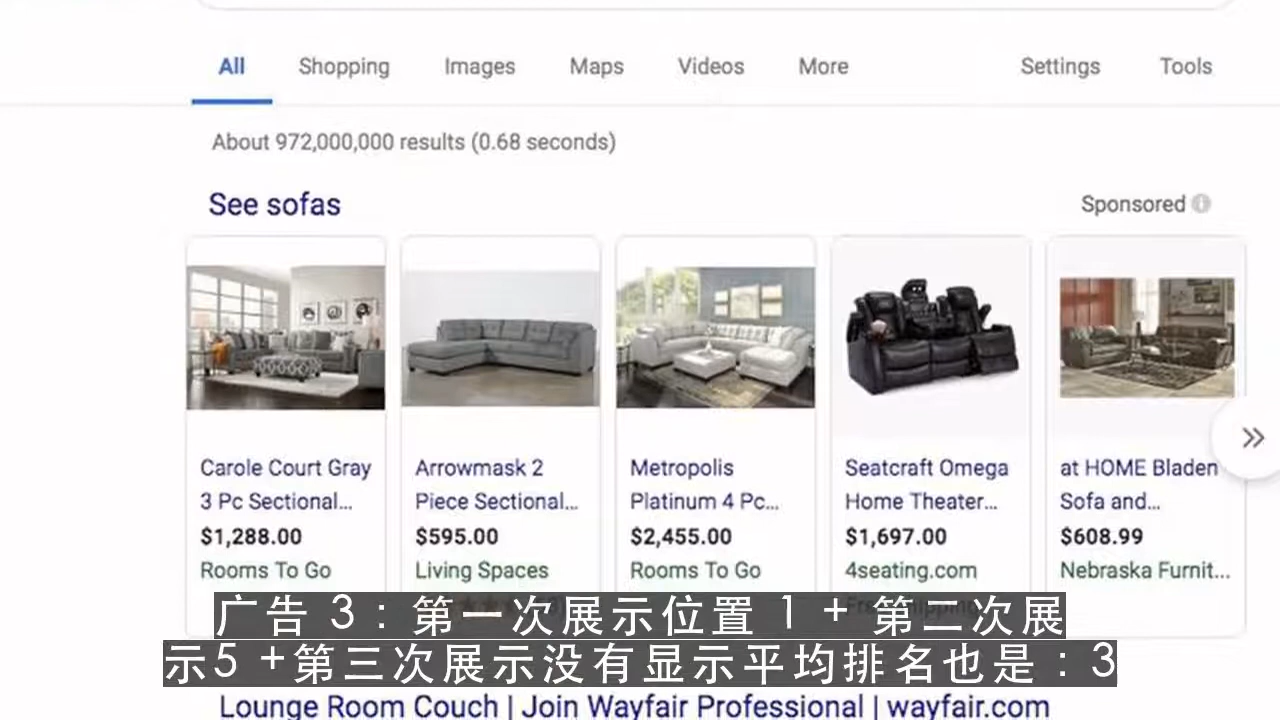 All Shopping Images Maps Videos More Settings Tools
About 972,000,000 results (0.68 seconds)
See sofas
Sponsored
Carole Court Gray
3 Pc Sectional...
$1,288.00
Rooms To Go
Arrowmask 2
Piece Sectional...
$595.00
Living Spaces
Metropolis
Platinum 4 Pc...
$2,455.00
Rooms To Go
Seatcraft Omega
Home Theater...
$1,697.00
4seating.com
at HOME Bladen
Sofa and...
$608.99
Nebraska Furnit...
广告 3：第一次展示位置 1 + 第二次展
示5 +第三次展示没有显示平均排名也是：3
Lounge Room Couch | Join Wayfair Professional | wayfair.com